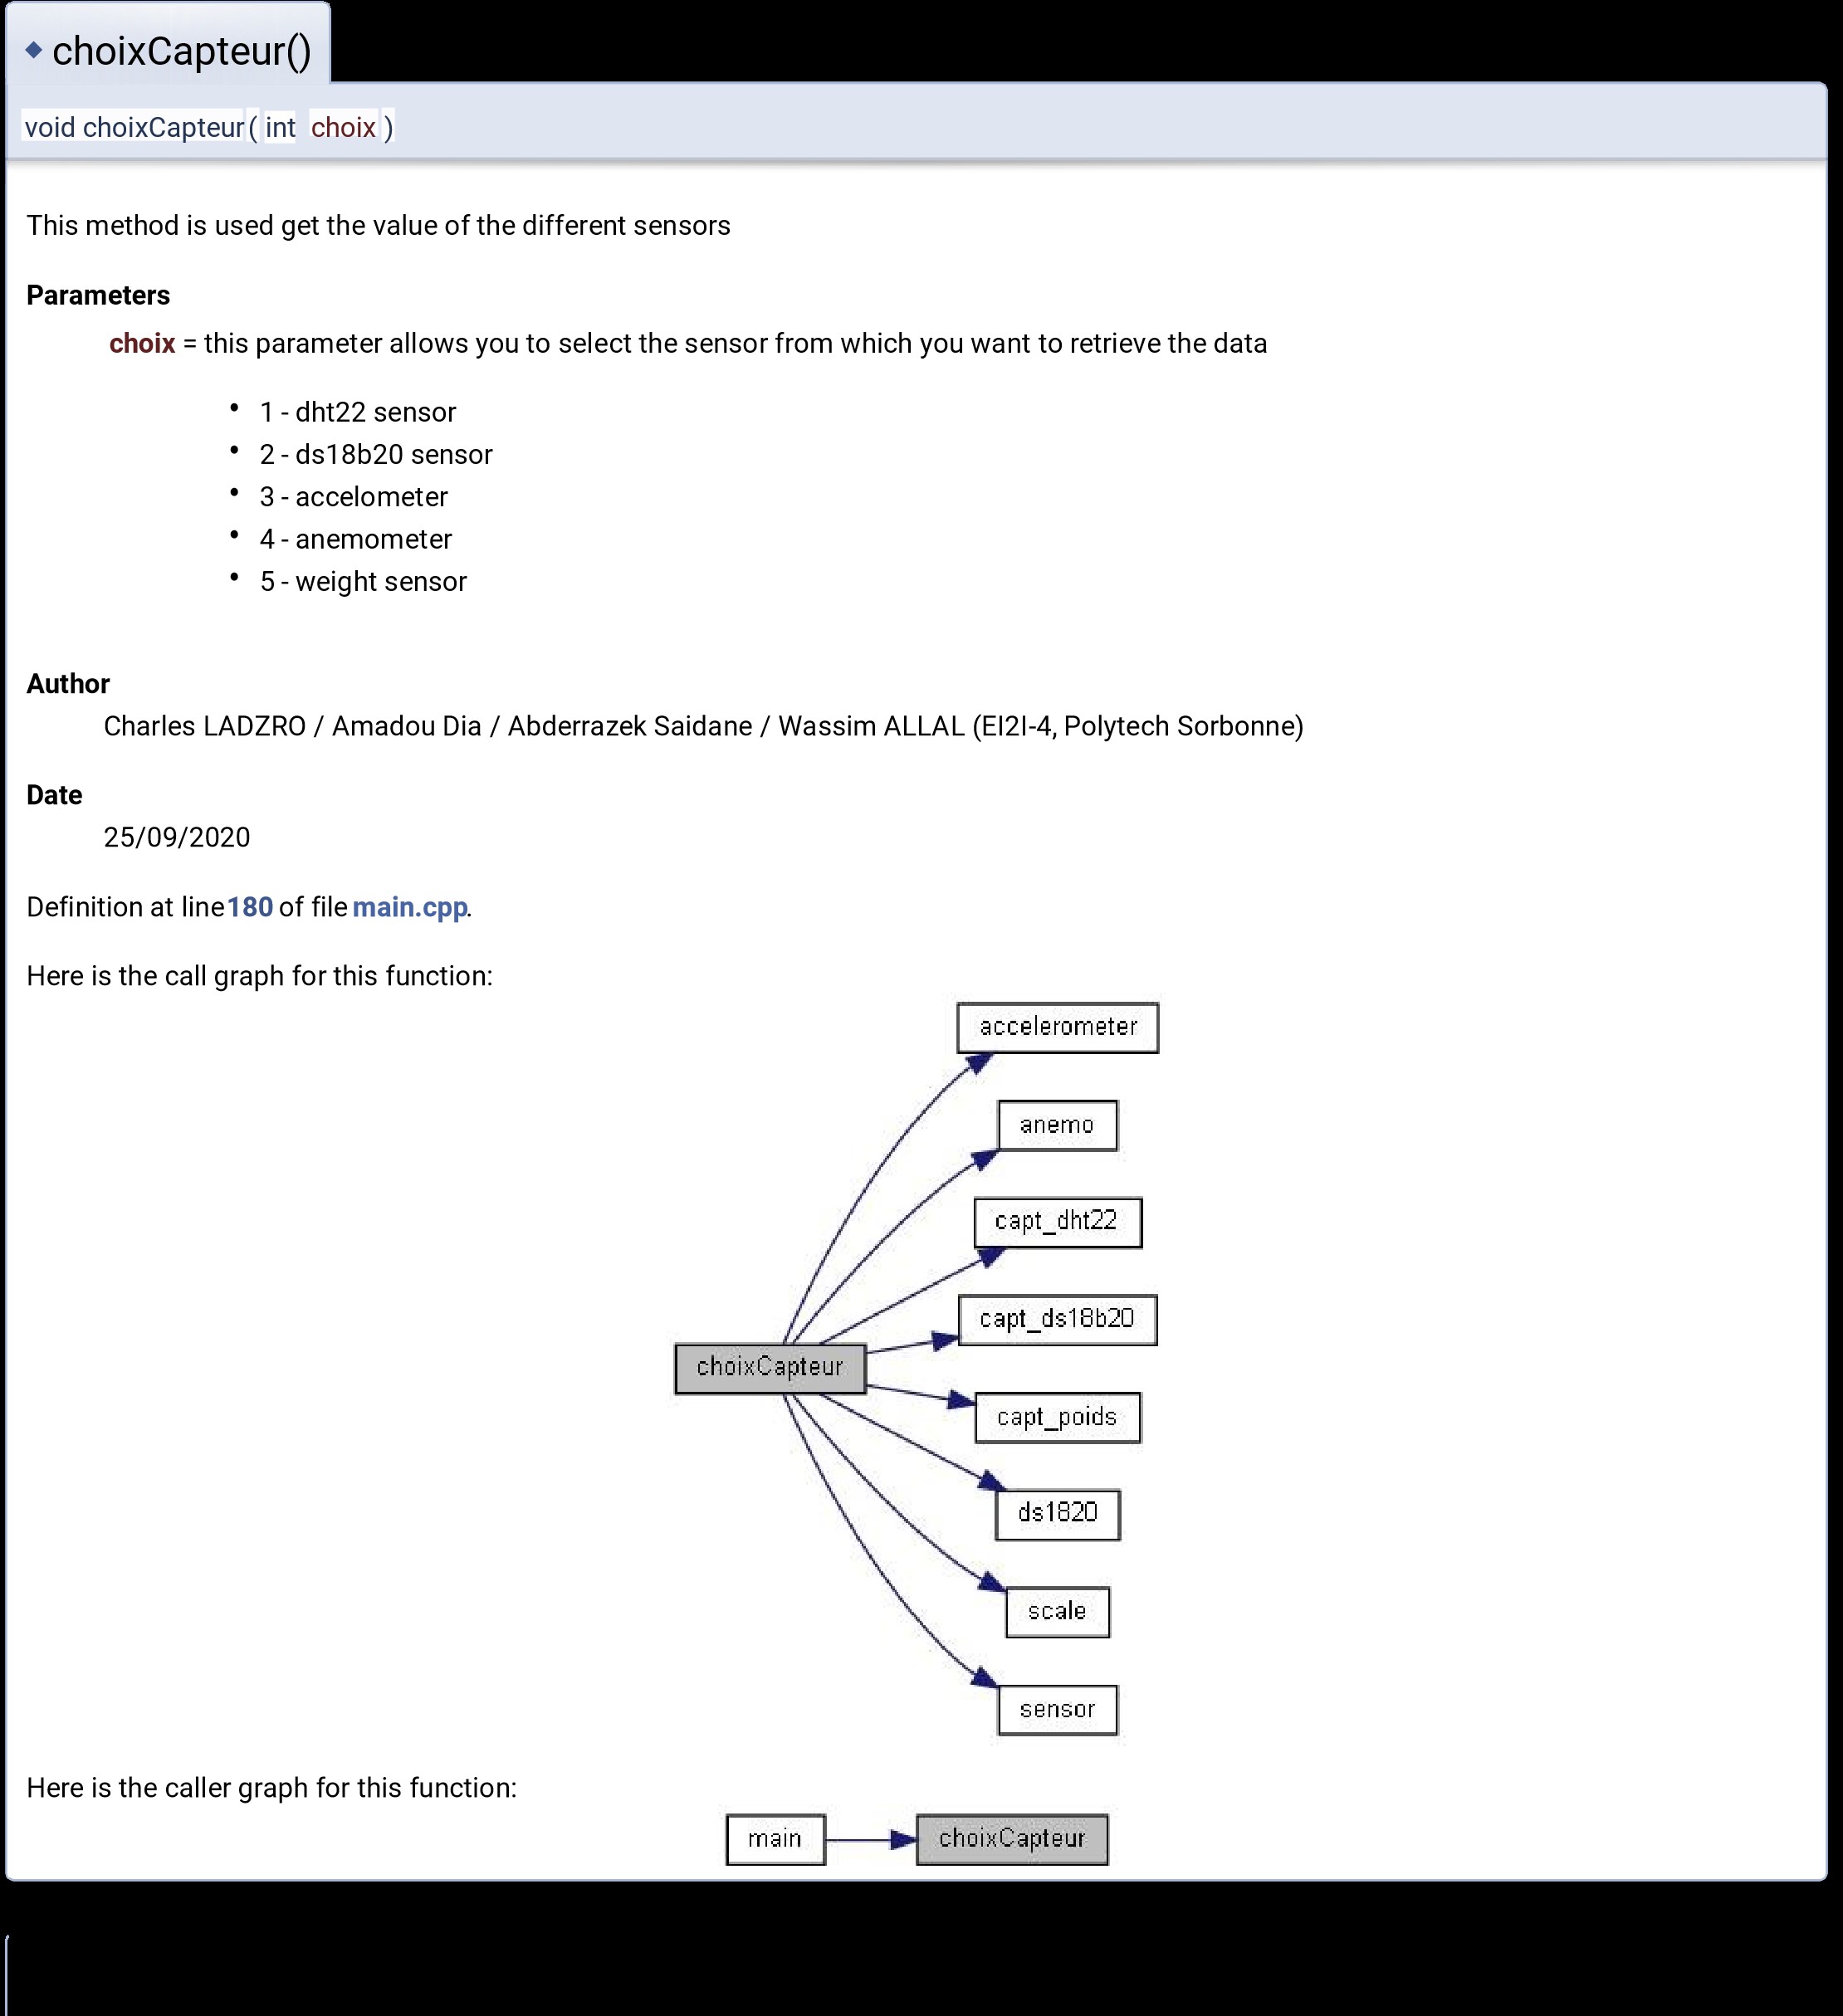 choixCapteur()
void choixCapteur ( int choix )
This method is used get the value of the different sensors
Parameters
choix = this parameter allows you to select the sensor from which you want to retrieve the data
• 1 - dht22 sensor
• 2 - ds18b20 sensor
• 3 - accelometer
• 4 - anemometer
• 5 - weight sensor
Author
Charles LADZRO / Amadou Dia / Abderrazek Saidane / Wassim ALLAL (EI2I-4, Polytech Sorbonne)
Date
25/09/2020
Definition at line 180 of file main.cpp.
Here is the call graph for this function:
accelerometer
anemo
capt_dht22
capt_ds18b20
choixCapteur
capt_poids
ds1820
scale
sensor
Here is the caller graph for this function:
main
choixCapteur